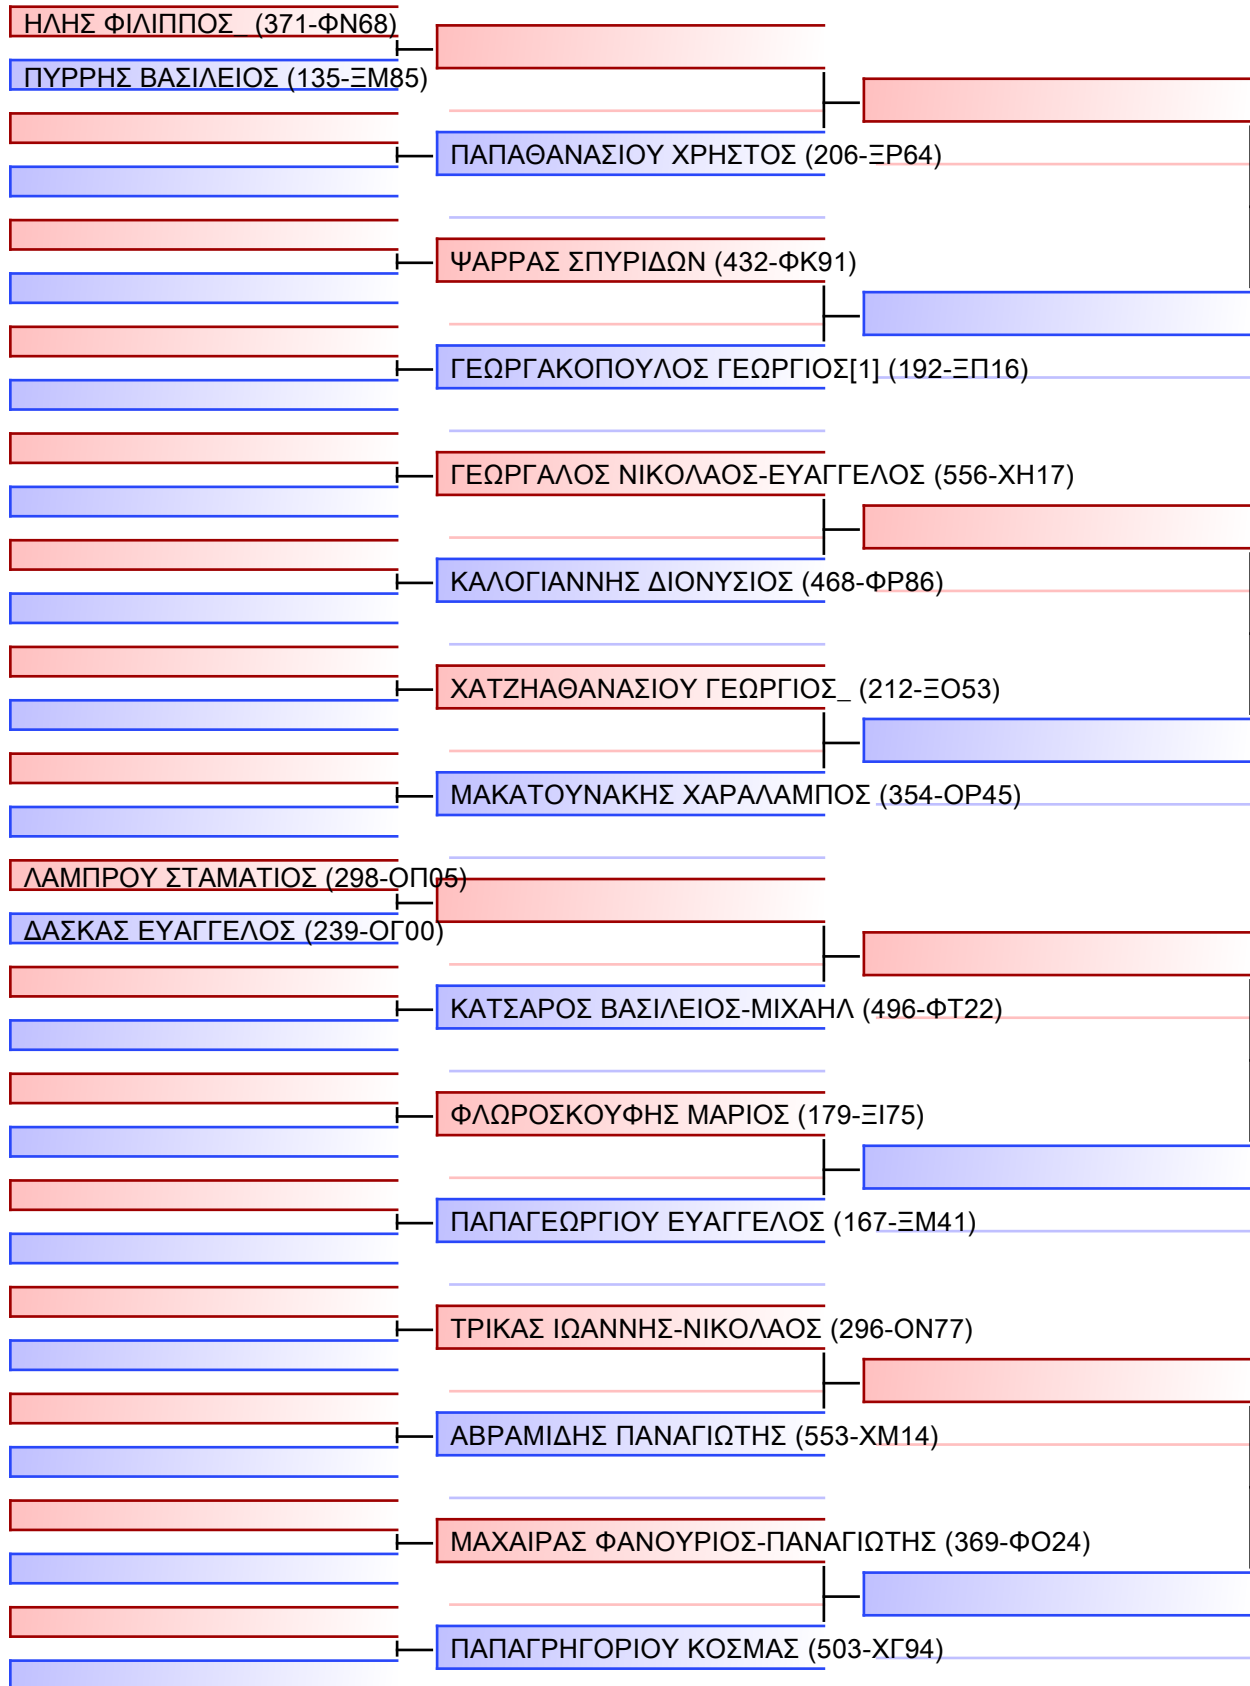 ΗΛΗΣ ΦΙΛΙΠΠΟΣ_ (371-ΦΝ68)
ΠΥΡΡΗΣ ΒΑΣΙΛΕΙΟΣ (135-ΞΜ85)
ΠΑΠΑΘΑΝΑΣΙΟΥ ΧΡΗΣΤΟΣ (206-ΞΡ64)
ΨΑΡΡΑΣ ΣΠΥΡΙΔΩΝ (432-ΦΚ91)
ΓΕΩΡΓΑΚΟΠΟΥΛΟΣ ΓΕΩΡΓΙΟΣ[1] (192-ΞΠ16)
ΓΕΩΡΓΑΛΟΣ ΝΙΚΟΛΑΟΣ-ΕΥΑΓΓΕΛΟΣ (556-ΧΗ17)
ΚΑΛΟΓΙΑΝΝΗΣ ΔΙΟΝΥΣΙΟΣ (468-ΦΡ86)
ΧΑΤΖΗΑΘΑΝΑΣΙΟΥ ΓΕΩΡΓΙΟΣ_ (212-ΞΟ53)
ΜΑΚΑΤΟΥΝΑΚΗΣ ΧΑΡΑΛΑΜΠΟΣ (354-ΟΡ45)
ΛΑΜΠΡΟΥ ΣΤΑΜΑΤΙΟΣ (298-ΟΠ05)
ΔΑΣΚΑΣ ΕΥΑΓΓΕΛΟΣ (239-ΟΓ00)
ΚΑΤΣΑΡΟΣ ΒΑΣΙΛΕΙΟΣ-ΜΙΧΑΗΛ (496-ΦΤ22)
ΦΛΩΡΟΣΚΟΥΦΗΣ ΜΑΡΙΟΣ (179-ΞΙ75)
ΠΑΠΑΓΕΩΡΓΙΟΥ ΕΥΑΓΓΕΛΟΣ (167-ΞΜ41)
ΤΡΙΚΑΣ ΙΩΑΝΝΗΣ-ΝΙΚΟΛΑΟΣ (296-ΟΝ77)
ΑΒΡΑΜΙΔΗΣ ΠΑΝΑΓΙΩΤΗΣ (553-ΧΜ14)
ΜΑΧΑΙΡΑΣ ΦΑΝΟΥΡΙΟΣ-ΠΑΝΑΓΙΩΤΗΣ (369-ΦΟ24)
ΠΑΠΑΓΡΗΓΟΡΙΟΥ ΚΟΣΜΑΣ (503-ΧΓ94)